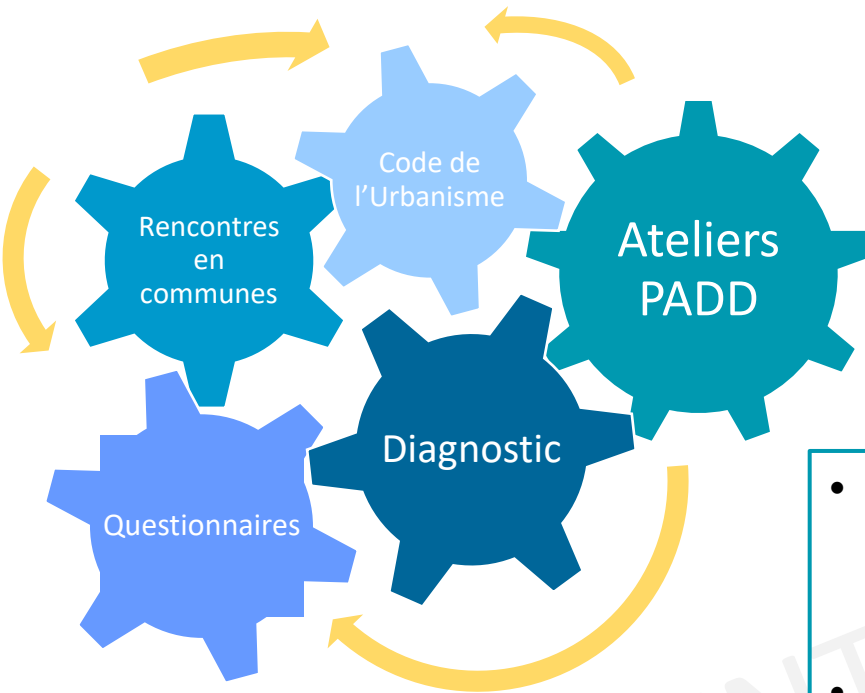 Code de
l'Urbanisme
Rencontres
en
communes
Ateliers
PADD
Diagnostic
Questionnaires
•
•